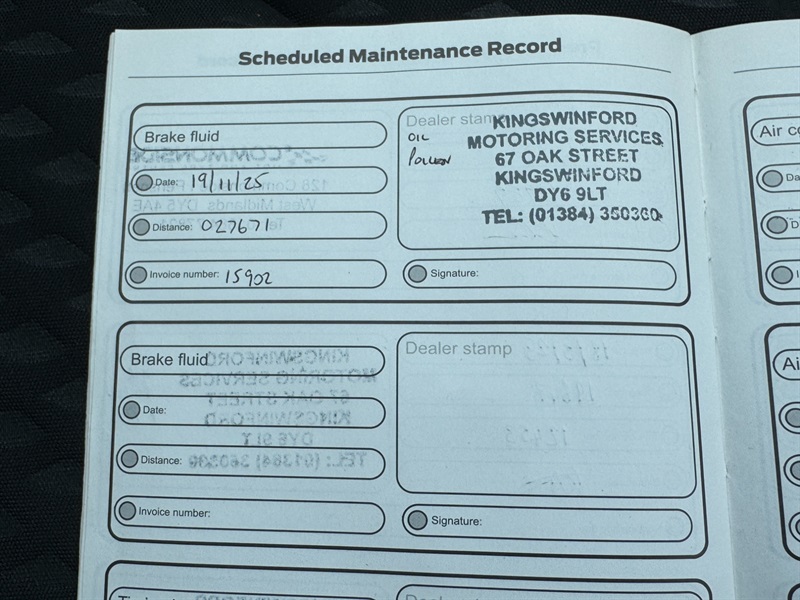 Scheduled Maintenance Record
Brake fluid
Date: 19/11/25
Distance: 027671
Invoice number: 15902
Dealer stamp
OIL
Pollen
KINGSWINFORD
MOTORING SERVICES
67 OAK STREET
KINGSWINFORD
DY6 9LT
TEL: (01384)
Signature:
Brake fluid
Date:
Distance:
Invoice number:
Dealer stamp
Signature:
Dealer stamp
Air